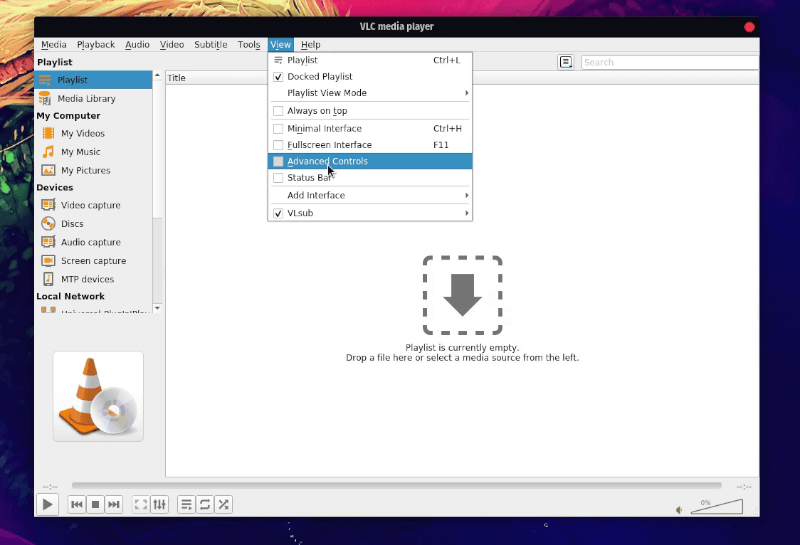 VLC media player
Media Playback Audio Video Subtitle Tools View Help
Playlist
Playlist
Media Library
My Computer
My Videos
My Music
My Pictures
Devices
Video capture
Discs
Audio capture
Screen capture
MTP devices
Local Network
Playlist Ctrl+L
Docked Playlist
Playlist View Mode
Always on top
Minimal Interface Ctrl+H
Fullscreen Interface F11
Advanced Controls
Status Bar
Add Interface
VLsub
Search
Title
Playlist is currently empty.
Drop a file here or select a media source from the left.
--:-- --:--
0%